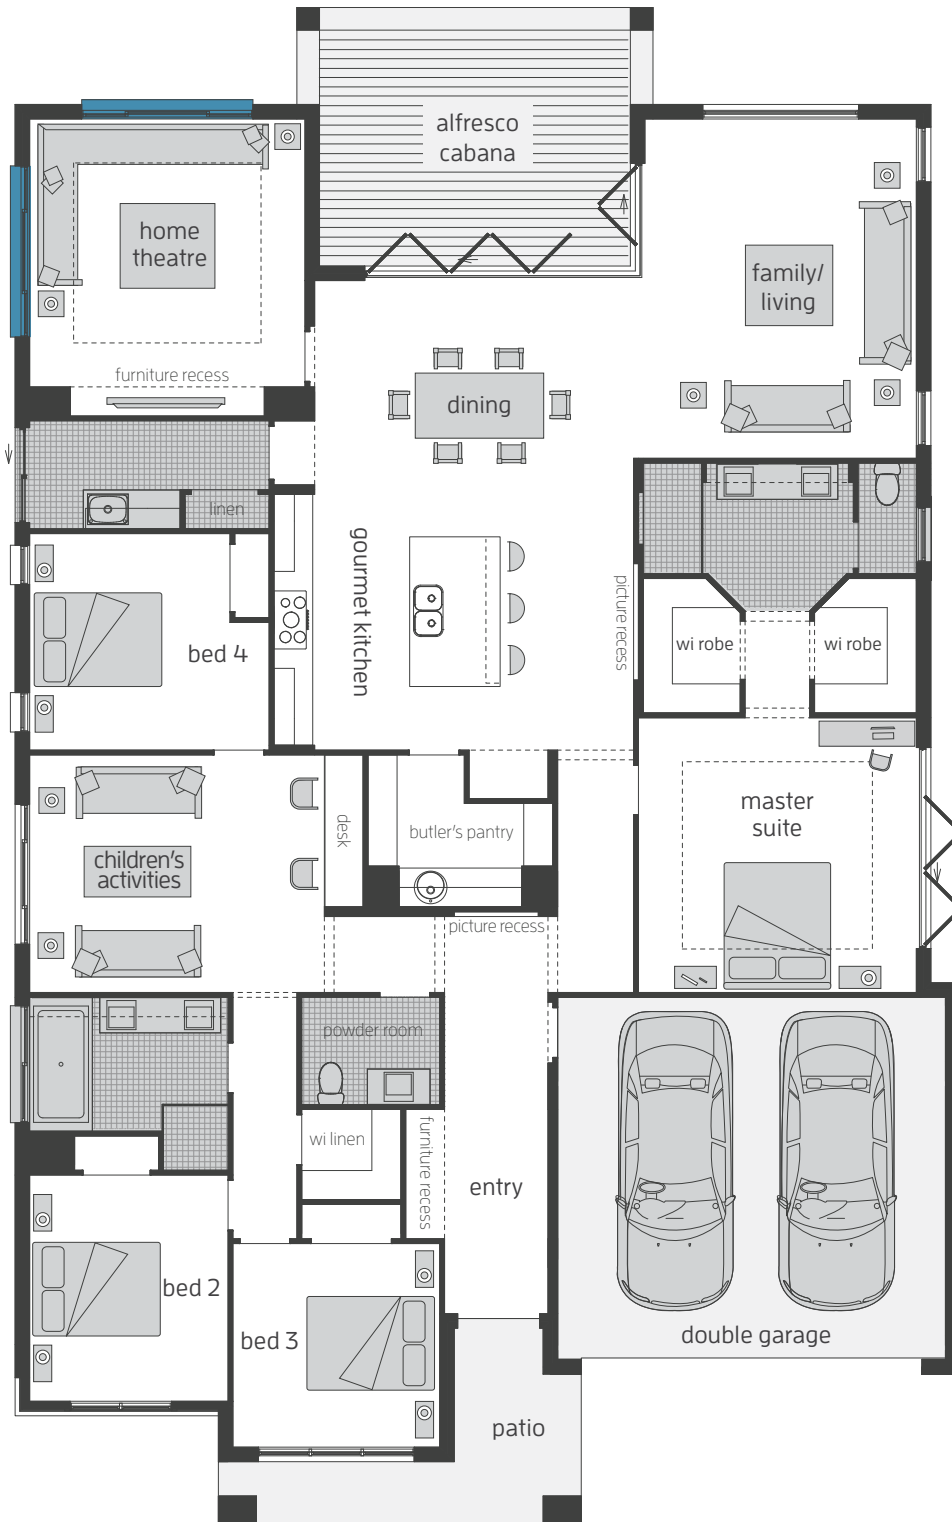 alfresco
cabana
home
theatre
family/
living
furniture recess
dining
linen
gourmet kitchen
picture recess
bed 4
wi robe
wi robe
master
suite
desk
butler's pantry
children's
activities
picture recess
powder room
wi linen
furniture recess
entry
bed 2
bed 3
double garage
patio